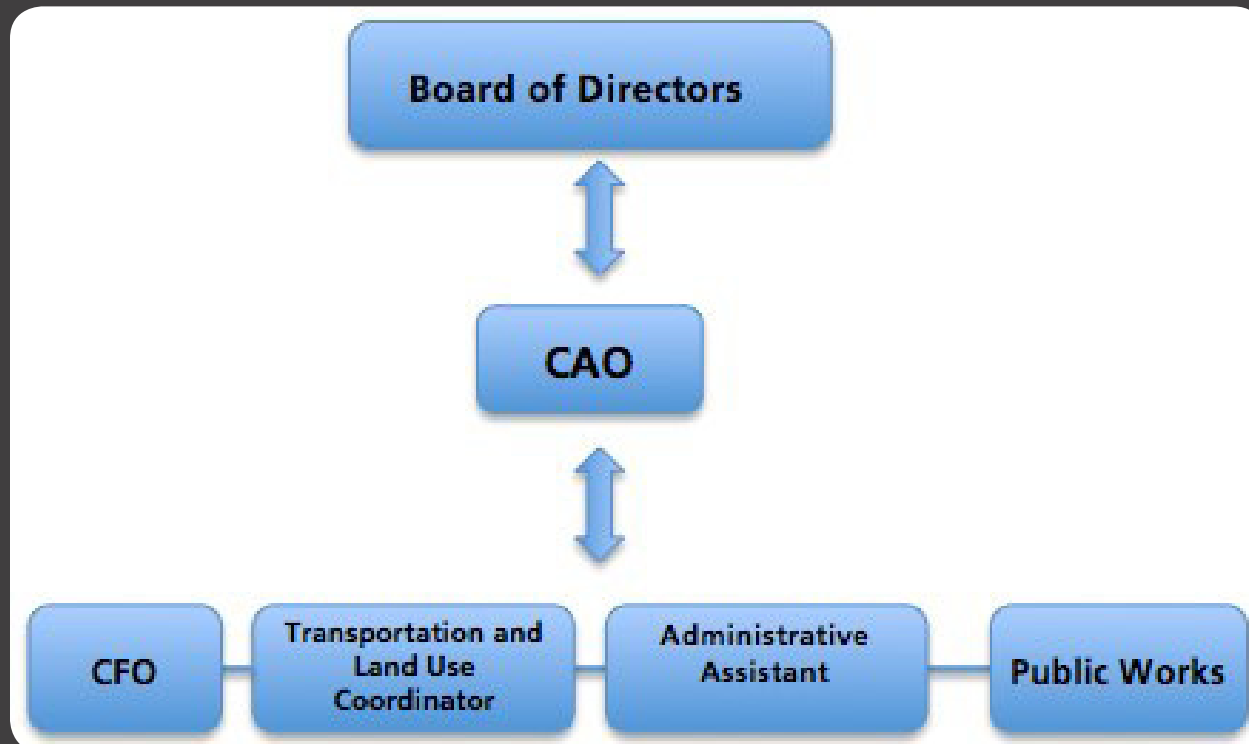 Board of Directors
CAO
CFO
Transportation and
Land Use
Coordinator
Administrative
Assistant
Public Works